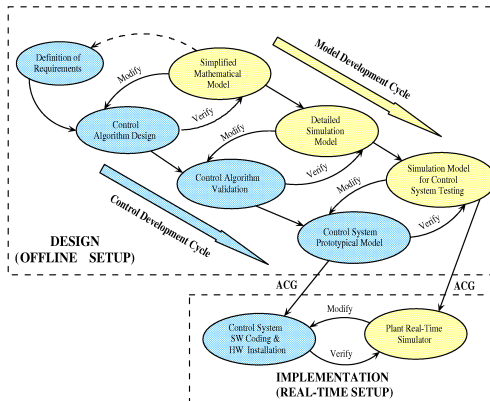 Definition of
Requirements
Simplified
Mathematical
Model
Model Development Cycle
Modify
Verify
Control
Algorithm Design
Detailed
Simulation
Model
Modify
Verify
Control Algorithm
Validation
Simulation Model
for Control
System Testing
Modify
Verify
Control System
Prototypical Model
Control Development Cycle
DESIGN
(OFFLINE SETUP)
ACG
ACG
Control System
SW Coding &
HW Installation
Modify
Verify
Plant Real-Time
Simulator
IMPLEMENTATION
(REAL-TIME SETUP)